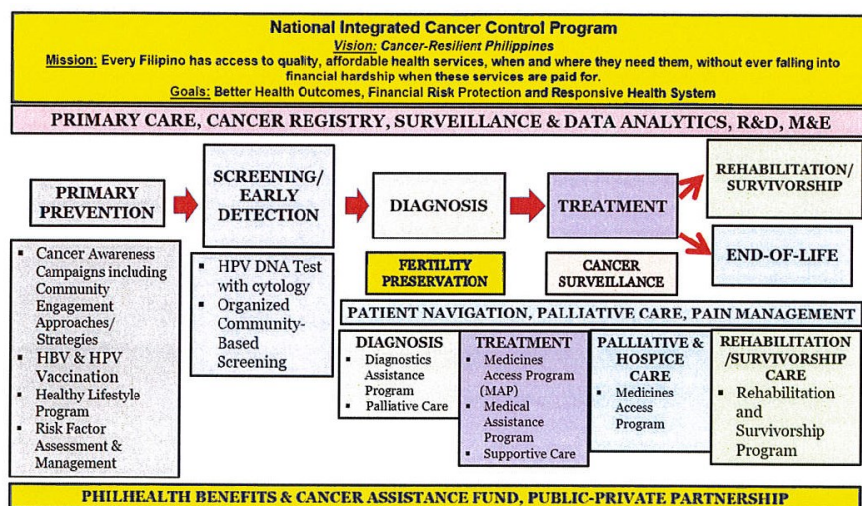 National Integrated Cancer Control Program
Vision: Cancer-Resilient Philippines
Mission: Every Filipino has access to quality, affordable health services, when and where they need them, without ever falling into
financial hardship when these services are paid for.
Goals: Better Health Outcomes, Financial Risk Protection and Responsive Health System
PRIMARY CARE, CANCER REGISTRY, SURVEILLANCE & DATA ANALYTICS, R&D, M&E
PRIMARY
PREVENTION
SCREENING/
EARLY
DETECTION
DIAGNOSIS
TREATMENT
REHABILITATION/
SURVIVORSHIP
END-OF-LIFE
▪ Cancer Awareness
Campaigns including
Community
Engagement
Approaches/
Strategies
▪ HBV & HPV
Vaccination
▪ Healthy Lifestyle
Program
▪ Risk Factor
Assessment &
Management
▪ HPV DNA Test
with cytology
▪ Organized
Community-
Based
Screening
FERTILITY
PRESERVATION
CANCER
SURVEILLANCE
PATIENT NAVIGATION, PALLIATIVE CARE, PAIN MANAGEMENT
DIAGNOSIS
▪ Diagnostics
Assistance
Program
▪ Palliative Care
TREATMENT
▪ Medicines
Access Program
(MAP)
▪ Medical
Assistance
Program
▪ Supportive Care
PALLIATIVE &
HOSPICE
CARE
▪ Medicines
Access
Program
REHABILITATION
/SURVIVORSHIP
CARE
▪ Rehabilitation
and
Survivorship
Program
PHILHEALTH BENEFITS & CANCER ASSISTANCE FUND, PUBLIC-PRIVATE PARTNERSHIP